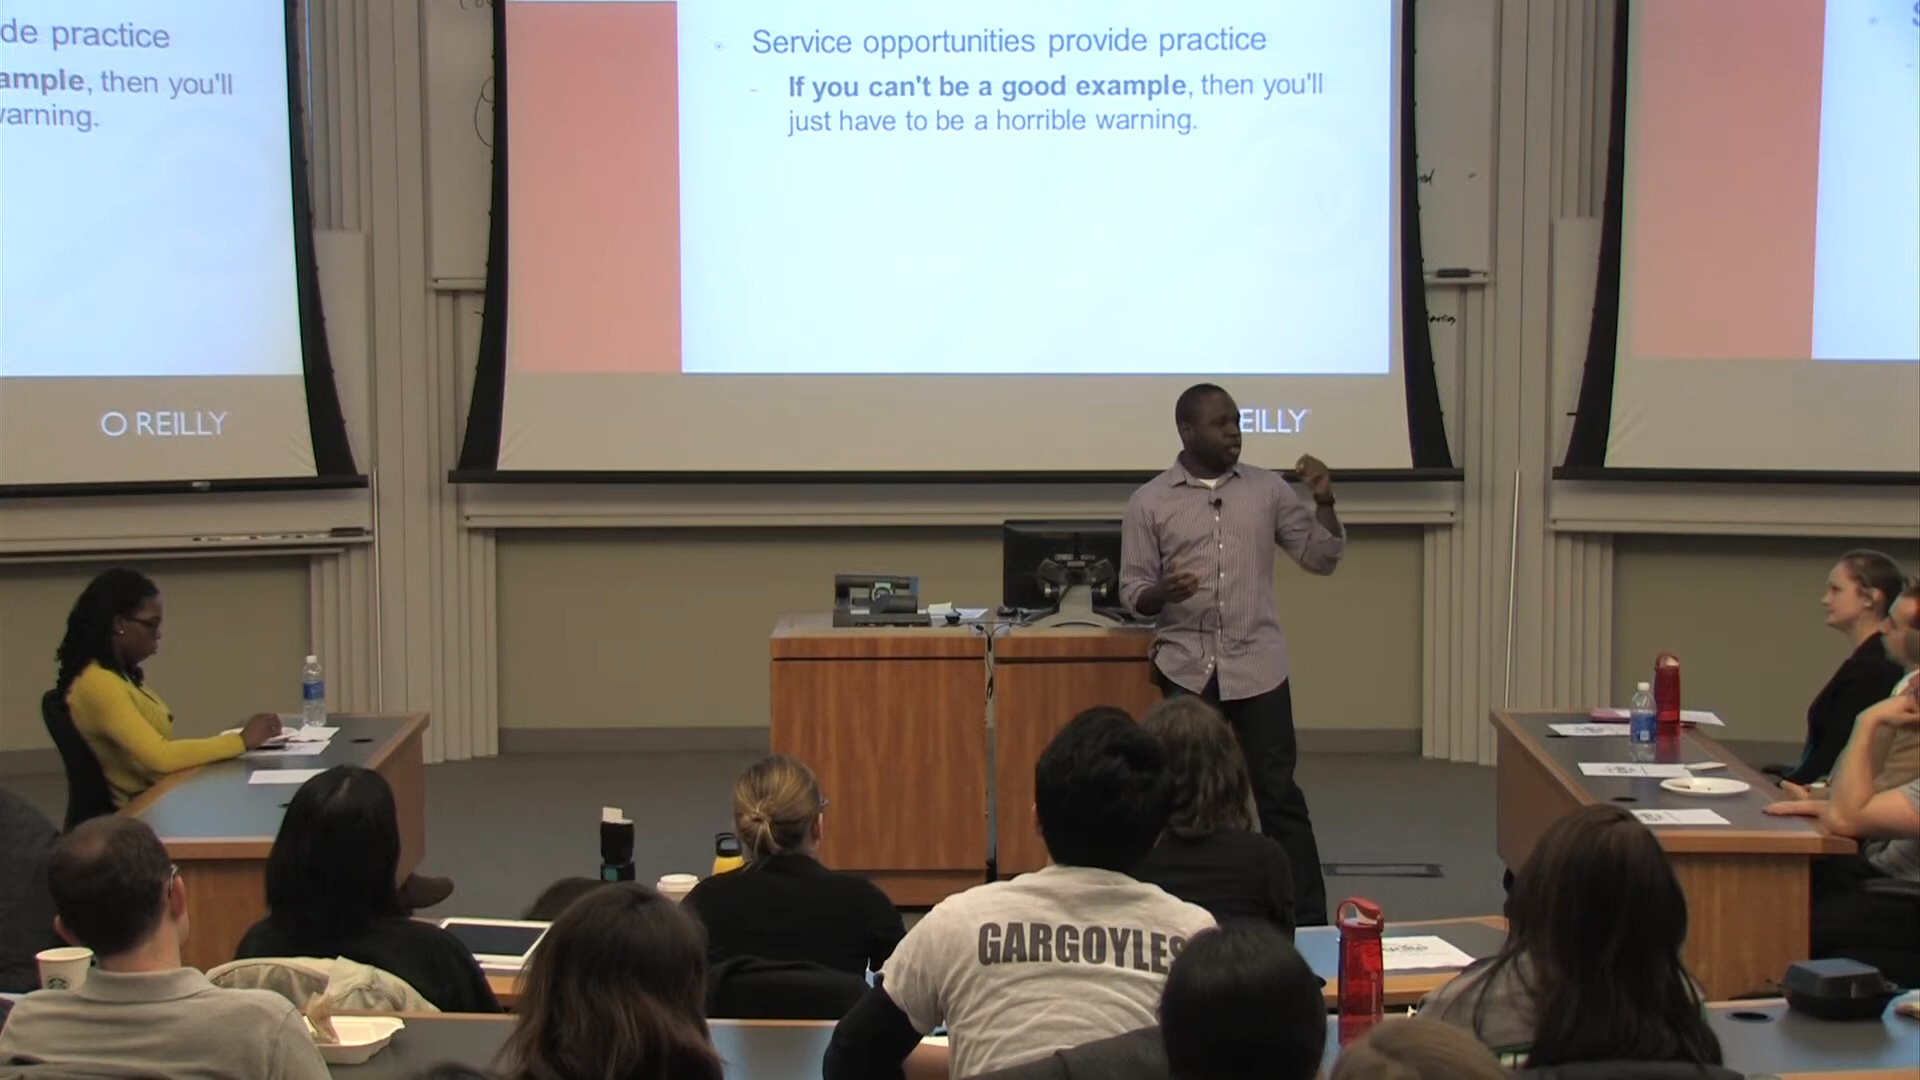 de practice
ample, then you'll
arning.
O REILLY
Service opportunities provide practice
If you can't be a good example, then you'll
just have to be a horrible warning.
EILLY
GARGOYLES